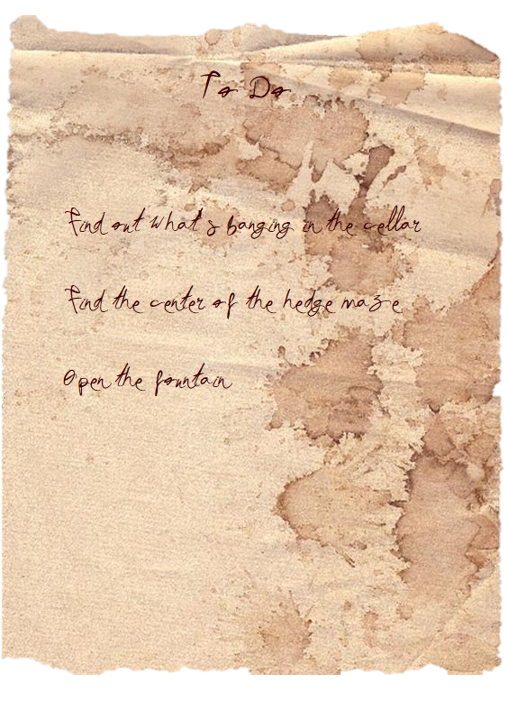 To Do
Find out what's banging in the cellar
Find the center of the hedge maze
Open the fountain